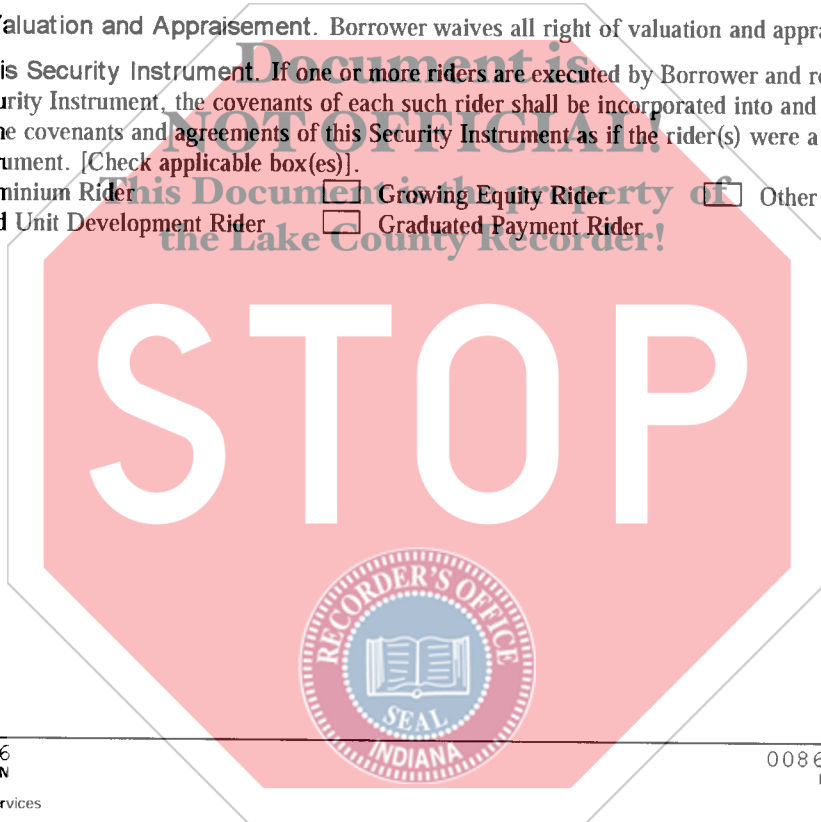 aluation and Appraisement. Borrower waives all right of valuation and appra
Document is
is Security Instrument. If one or more riders are executed by Borrower and re
urity Instrument, the covenants of each such rider shall be incorporated into and
NOT OFFICIAL!
e covenants and agreements of this Security Instrument as if the rider(s) were a
ument. [Check applicable box(es)].
This Document is the property of
minium Rider Growing Equity Rider Other
d Unit Development Rider Graduated Payment Rider
the Lake County Recorder!
STOP
RECORDER'S OFFICE
SEAL
INDIANA
6 0086
N
rvices